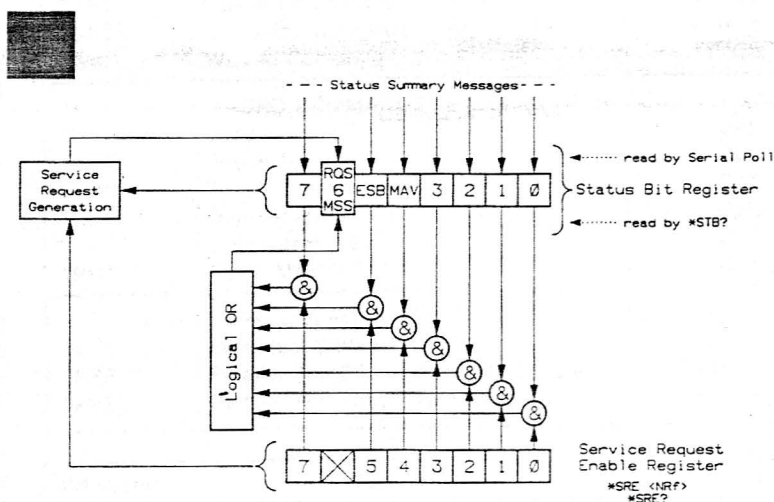 Status Summary Messages
Service
Request
Generation
RQS
7 6 ESB MAV 3 2 1 Ø
MSS
read by Serial Poll
Status Bit Register
read by *STB?
Logical OR
&
&
&
&
&
&
&
7 5 4 3 2 1 Ø
Service Request
Enable Register
*SRE <NRf>
*SRE?